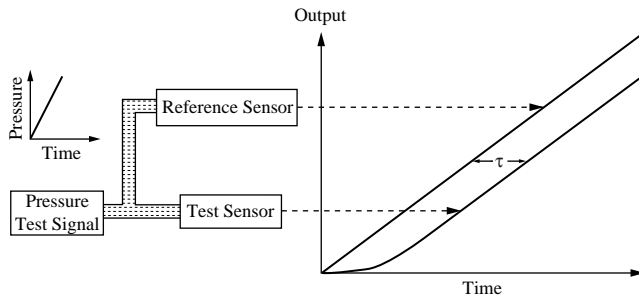 Output
Pressure
Time
Reference Sensor
Pressure
Test Signal
Test Sensor
τ
Time